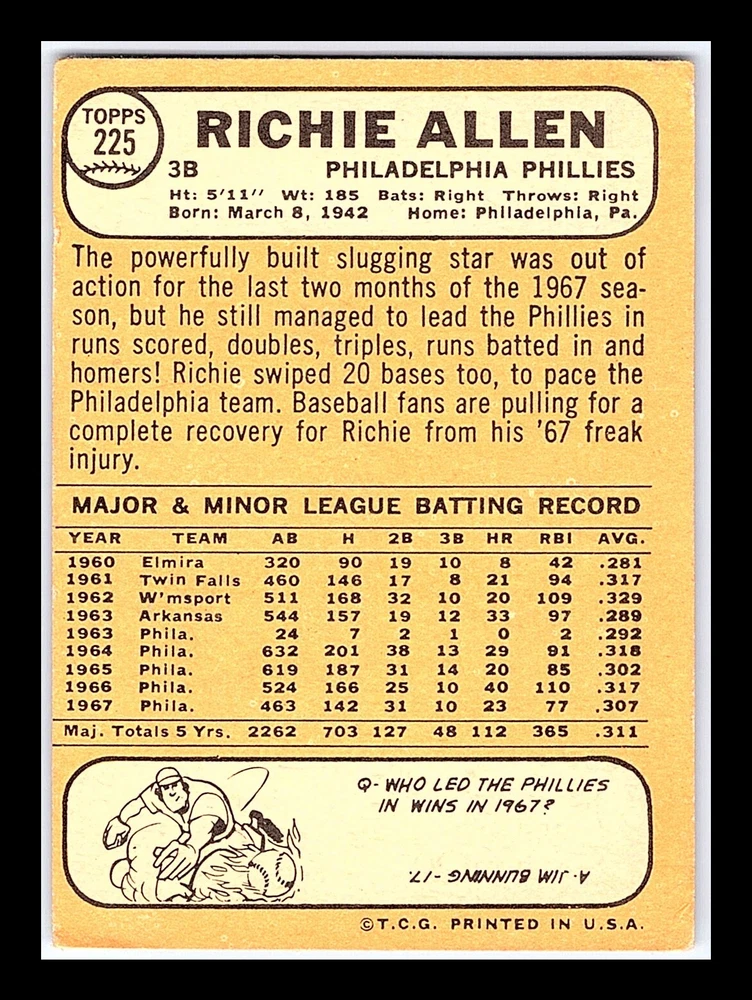 TOPPS
225
RICHIE ALLEN
3B PHILADELPHIA PHILLIES
Ht: 5'11" Wt: 185 Bats: Right Throws: Right
Born: March 8, 1942 Home: Philadelphia, Pa.
The powerfully built slugging star was out of
action for the last two months of the 1967 sea-
son, but he still managed to lead the Phillies in
runs scored, doubles, triples, runs batted in and
homers! Richie swiped 20 bases too, to pace the
Philadelphia team. Baseball fans are pulling for a
complete recovery for Richie from his '67 freak
injury.
MAJOR & MINOR LEAGUE BATTING RECORD
YEAR TEAM AB H 2B 3B HR RBI AVG.
1960 Elmira 320 90 19 10 8 42 .281
1961 Twin Falls 460 146 17 8 21 94 .317
1962 W'msport 511 168 32 10 20 109 .329
1963 Arkansas 544 157 19 12 33 97 .289
1963 Phila. 24 7 2 1 0 2 .292
1964 Phila. 632 201 38 13 29 91 .318
1965 Phila. 619 187 31 14 20 85 .302
1966 Phila. 524 166 25 10 40 110 .317
1967 Phila. 463 142 31 10 23 77 .307
Maj. Totals 5 Yrs. 2262 703 127 48 112 365 .311
Q- WHO LED THE PHILLIES
IN WINS IN 1967?
A- JIM BUNNING -17.
©T.C.G. PRINTED IN U.S.A.